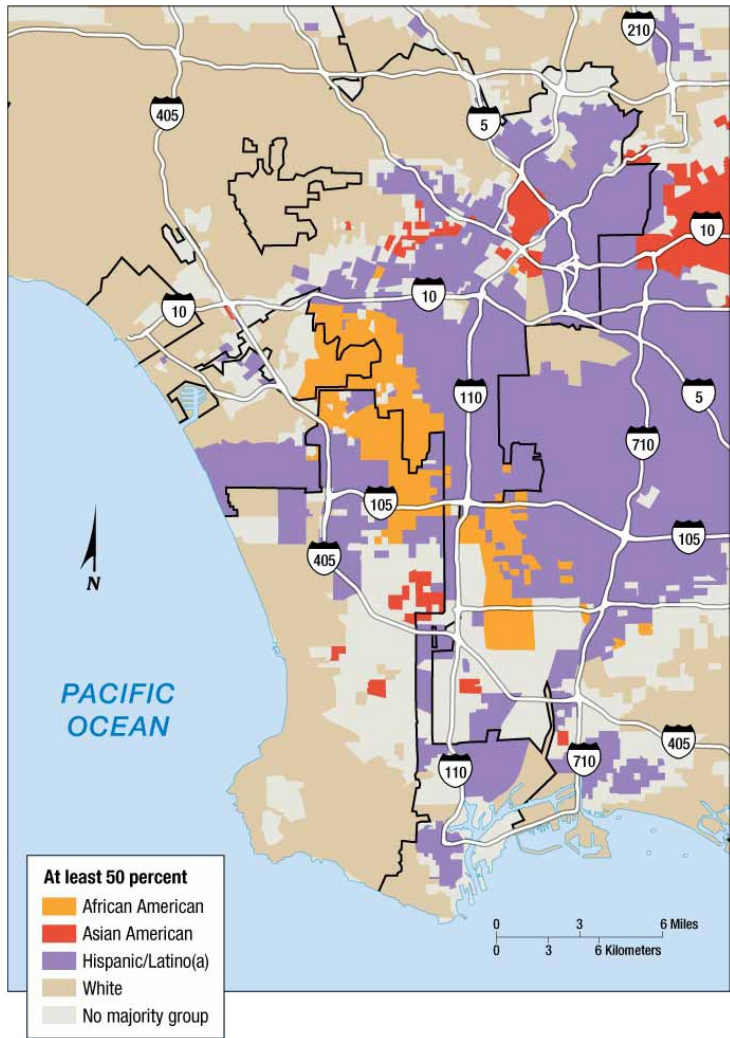 210
405
5
10
10
10
110
5
710
105
105
405
N
PACIFIC
OCEAN
405
110
710
At least 50 percent
African American
Asian American
Hispanic/Latino(a)
White
No majority group
0 3 6 Miles
0 3 6 Kilometers